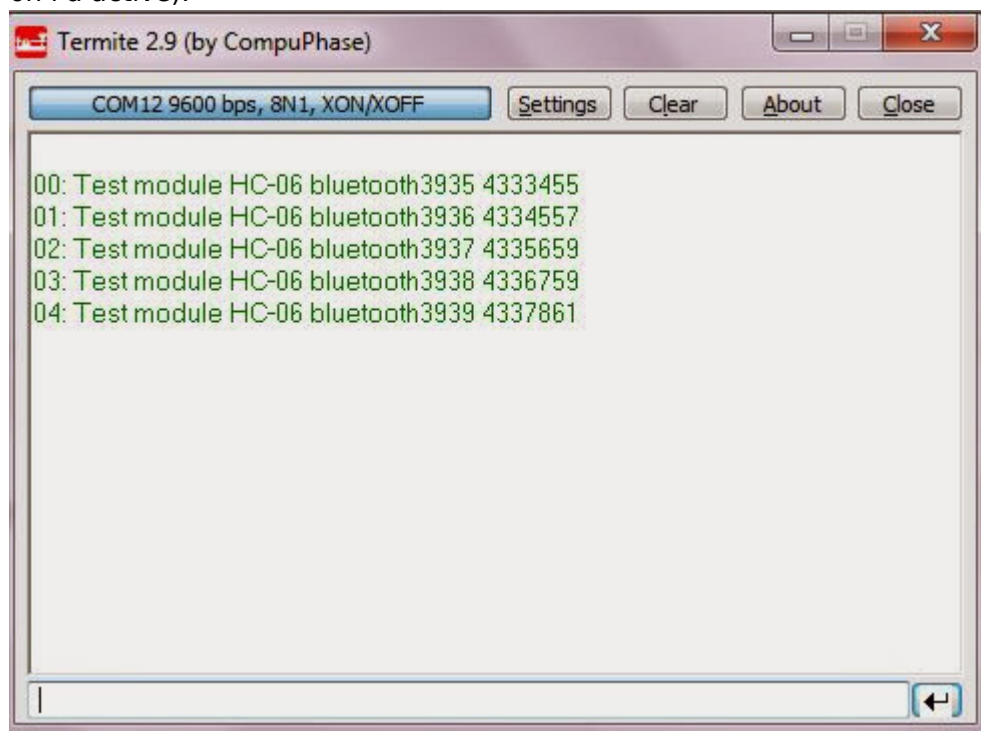 Termite 2.9 (by CompuPhase)
COM12 9600 bps, 8N1, XON/XOFF Settings Clear About Close
00: Test module HC-06 bluetooth3935 4333455
01: Test module HC-06 bluetooth3936 4334557
02: Test module HC-06 bluetooth3937 4335659
03: Test module HC-06 bluetooth3938 4336759
04: Test module HC-06 bluetooth3939 4337861